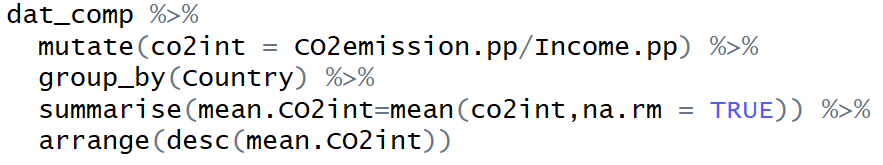 dat_comp %>%
  mutate(co2int = CO2emission.pp/Income.pp) %>%
  group_by(Country) %>%
  summarise(mean.CO2int=mean(co2int,na.rm = TRUE)) %>%
  arrange(desc(mean.CO2int))